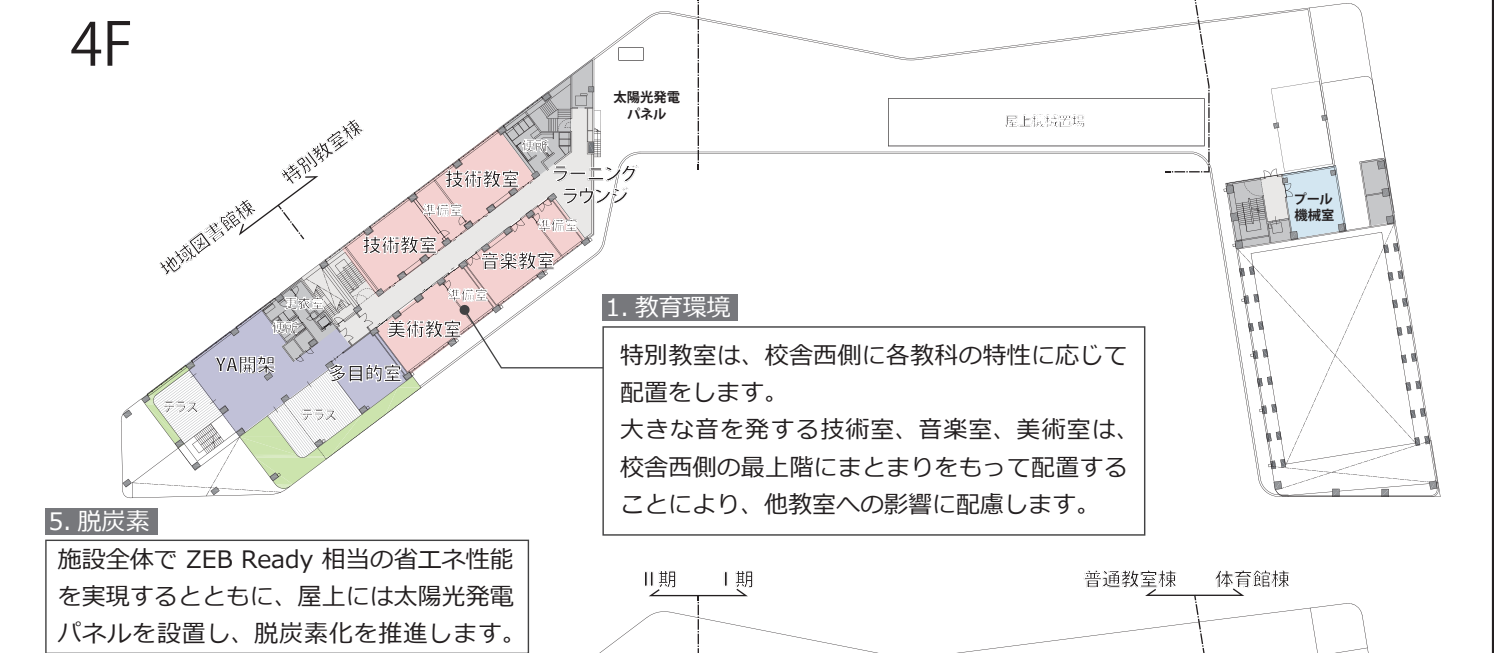 4F
太陽光発電
パネル
屋上機械置場
特別教室棟
地域図書館棟
便所
技術教室
ラーニング
ラウンジ
準備室
準備室
技術教室
音楽教室
プール
機械室
準備室
更衣室
便所
美術教室
YA開架
多目的室
テラス
テラス
1. 教育環境
特別教室は、校舎西側に各教科の特性に応じて
配置をします。
大きな音を発する技術室、音楽室、美術室は、
校舎西側の最上階にまとまりをもって配置する
ことにより、他教室への影響に配慮します。
5. 脱炭素
施設全体で ZEB Ready 相当の省エネ性能
を実現するとともに、屋上には太陽光発電
パネルを設置し、脱炭素化を推進します。
II期 I期
普通教室棟 体育館棟